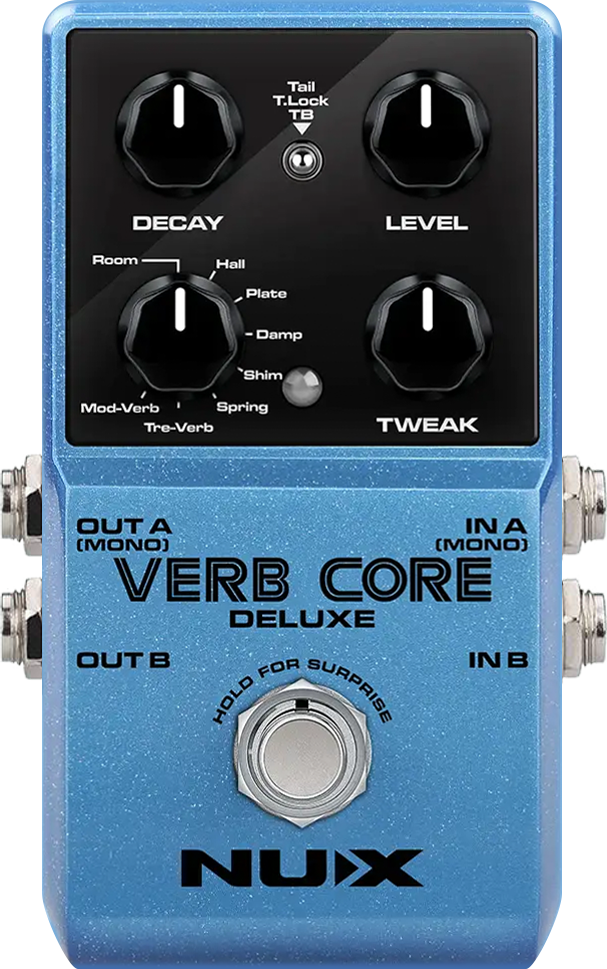 Tail
T.Lock
TB
DECAY
LEVEL
Room
Hall
Plate
Damp
Shim
Spring
Tre-Verb
Mod-Verb
TWEAK
OUT A
(MONO)
IN A
(MONO)
VERB CORE
DELUXE
OUT B
IN B
HOLD FOR SURPRISE
NUX